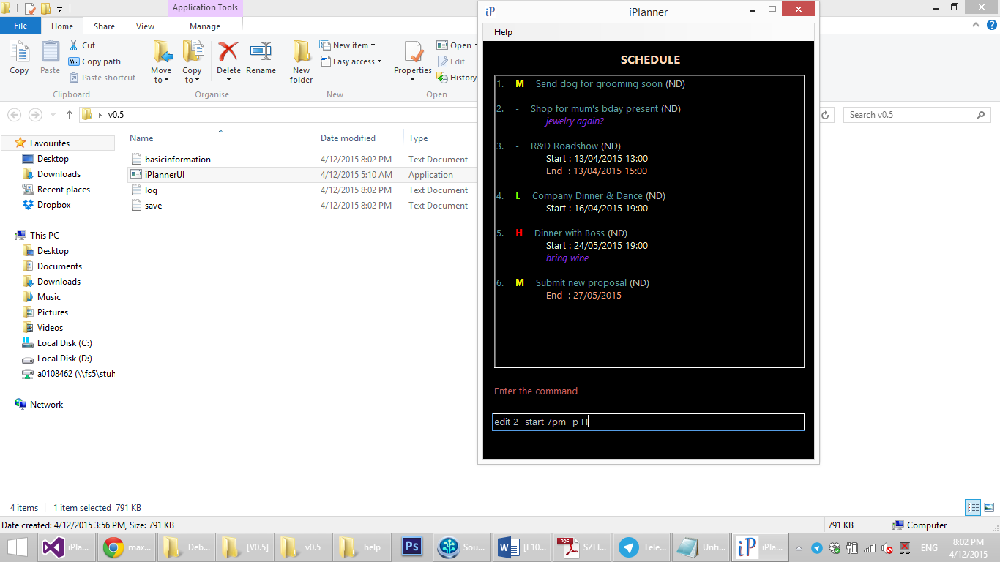 Application Tools
File Home Share View Manage
Copy
Paste
Cut
Copy path
Paste shortcut
Clipboard
Move to
Copy to
Delete
Rename
Organise
New folder
New item
Easy access
New
Properties
Open
Edit
History
Open
v0.5
Search v0.5
Favourites
Desktop
Downloads
Recent places
Dropbox
This PC
Desktop
Documents
Downloads
Music
Pictures
Videos
Local Disk (C:)
Local Disk (D:)
a0108462 (\\fs5\stuh
Network
Name Date modified Type
basicinformation 4/12/2015 8:02 PM Text Document
iPlannerUI 4/12/2015 5:10 AM Application
log 4/12/2015 8:02 PM Text Document
save 4/12/2015 8:02 PM Text Document
iP iPlanner
Help
SCHEDULE
1. M Send dog for grooming soon (ND)
2. - Shop for mum's bday present (ND)
jewelry again?
3. - R&D Roadshow (ND)
Start : 13/04/2015 13:00
End : 13/04/2015 15:00
4. L Company Dinner & Dance (ND)
Start : 16/04/2015 19:00
5. H Dinner with Boss (ND)
Start : 24/05/2015 19:00
bring wine
6. M Submit new proposal (ND)
End : 27/05/2015
Enter the command
edit 2 -start 7pm -p H
4 items 1 item selected 791 KB
Date created: 4/12/2015 3:56 PM, Size: 791 KB 791 KB Computer
iPla... max... Deb... [V0.5] v0.5 help Ps Sou... [F10... PDF SZH... Tele... Unti... iP iPla... ENG 8:02 PM
4/12/2015